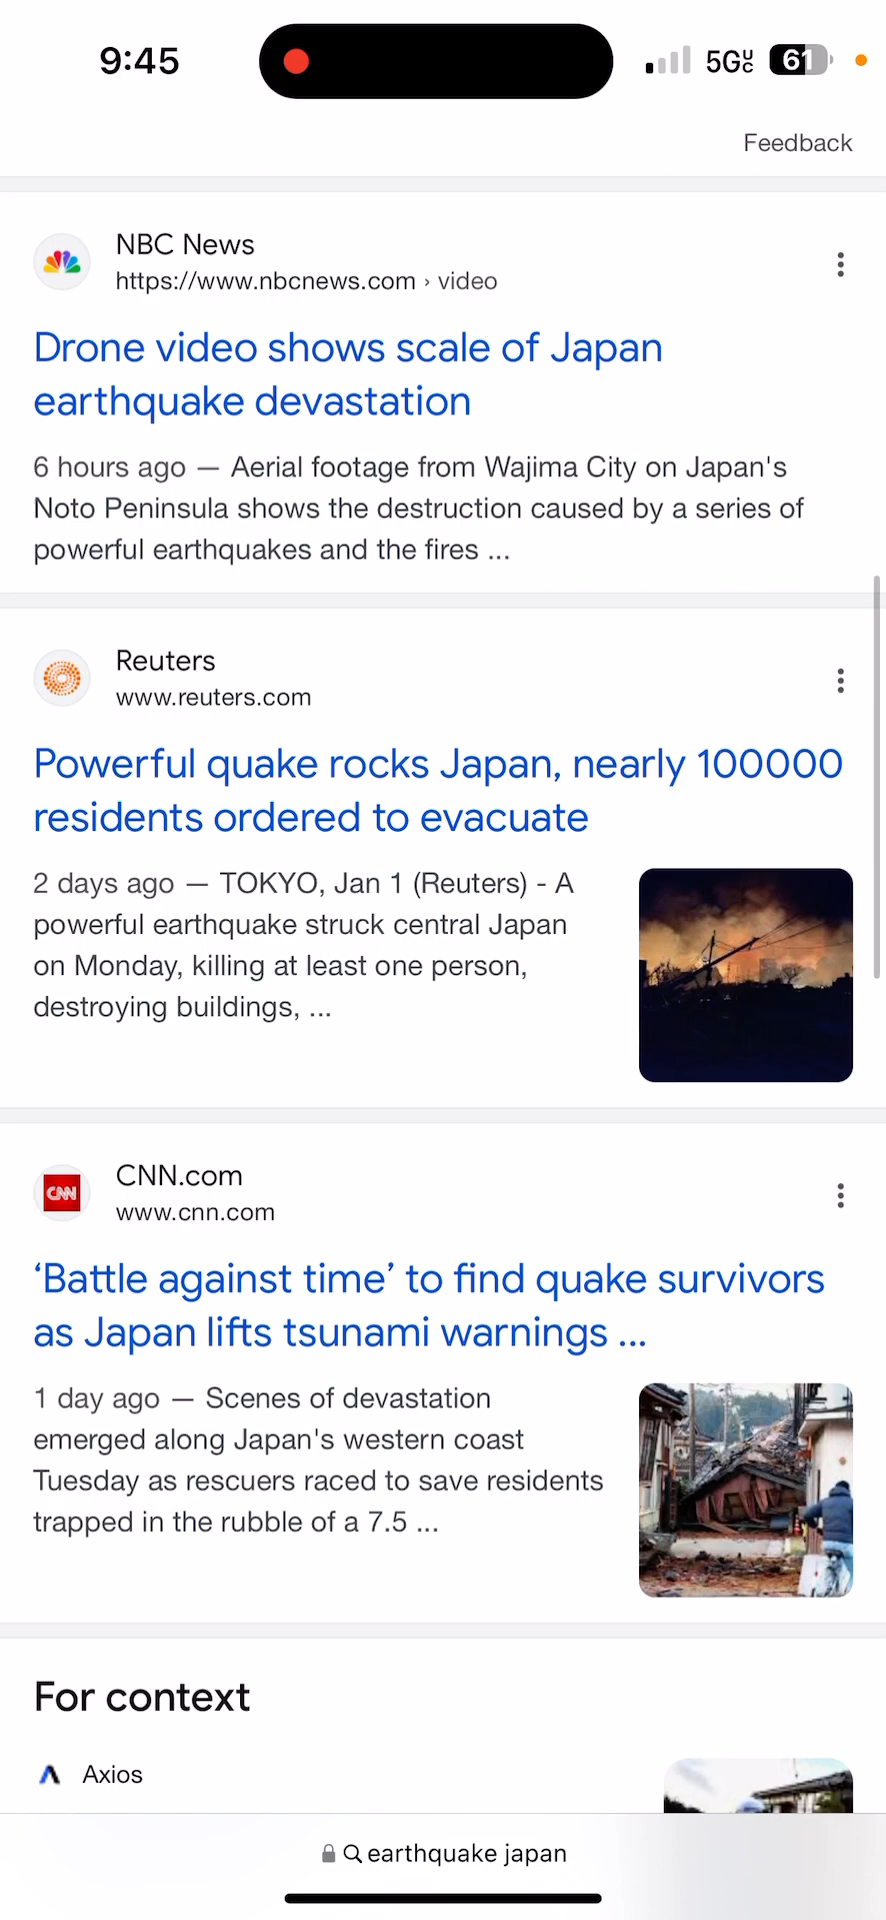 9:45
5GUC
61
Feedback
NBC News
https://www.nbcnews.com › video
Drone video shows scale of Japan
earthquake devastation
6 hours ago — Aerial footage from Wajima City on Japan's
Noto Peninsula shows the destruction caused by a series of
powerful earthquakes and the fires ...
Reuters
www.reuters.com
Powerful quake rocks Japan, nearly 100000
residents ordered to evacuate
2 days ago — TOKYO, Jan 1 (Reuters) - A
powerful earthquake struck central Japan
on Monday, killing at least one person,
destroying buildings, ...
CNN.com
CNN
www.cnn.com
‘Battle against time’ to find quake survivors
as Japan lifts tsunami warnings ...
1 day ago — Scenes of devastation
emerged along Japan's western coast
Tuesday as rescuers raced to save residents
trapped in the rubble of a 7.5 ...
For context
Axios
earthquake japan